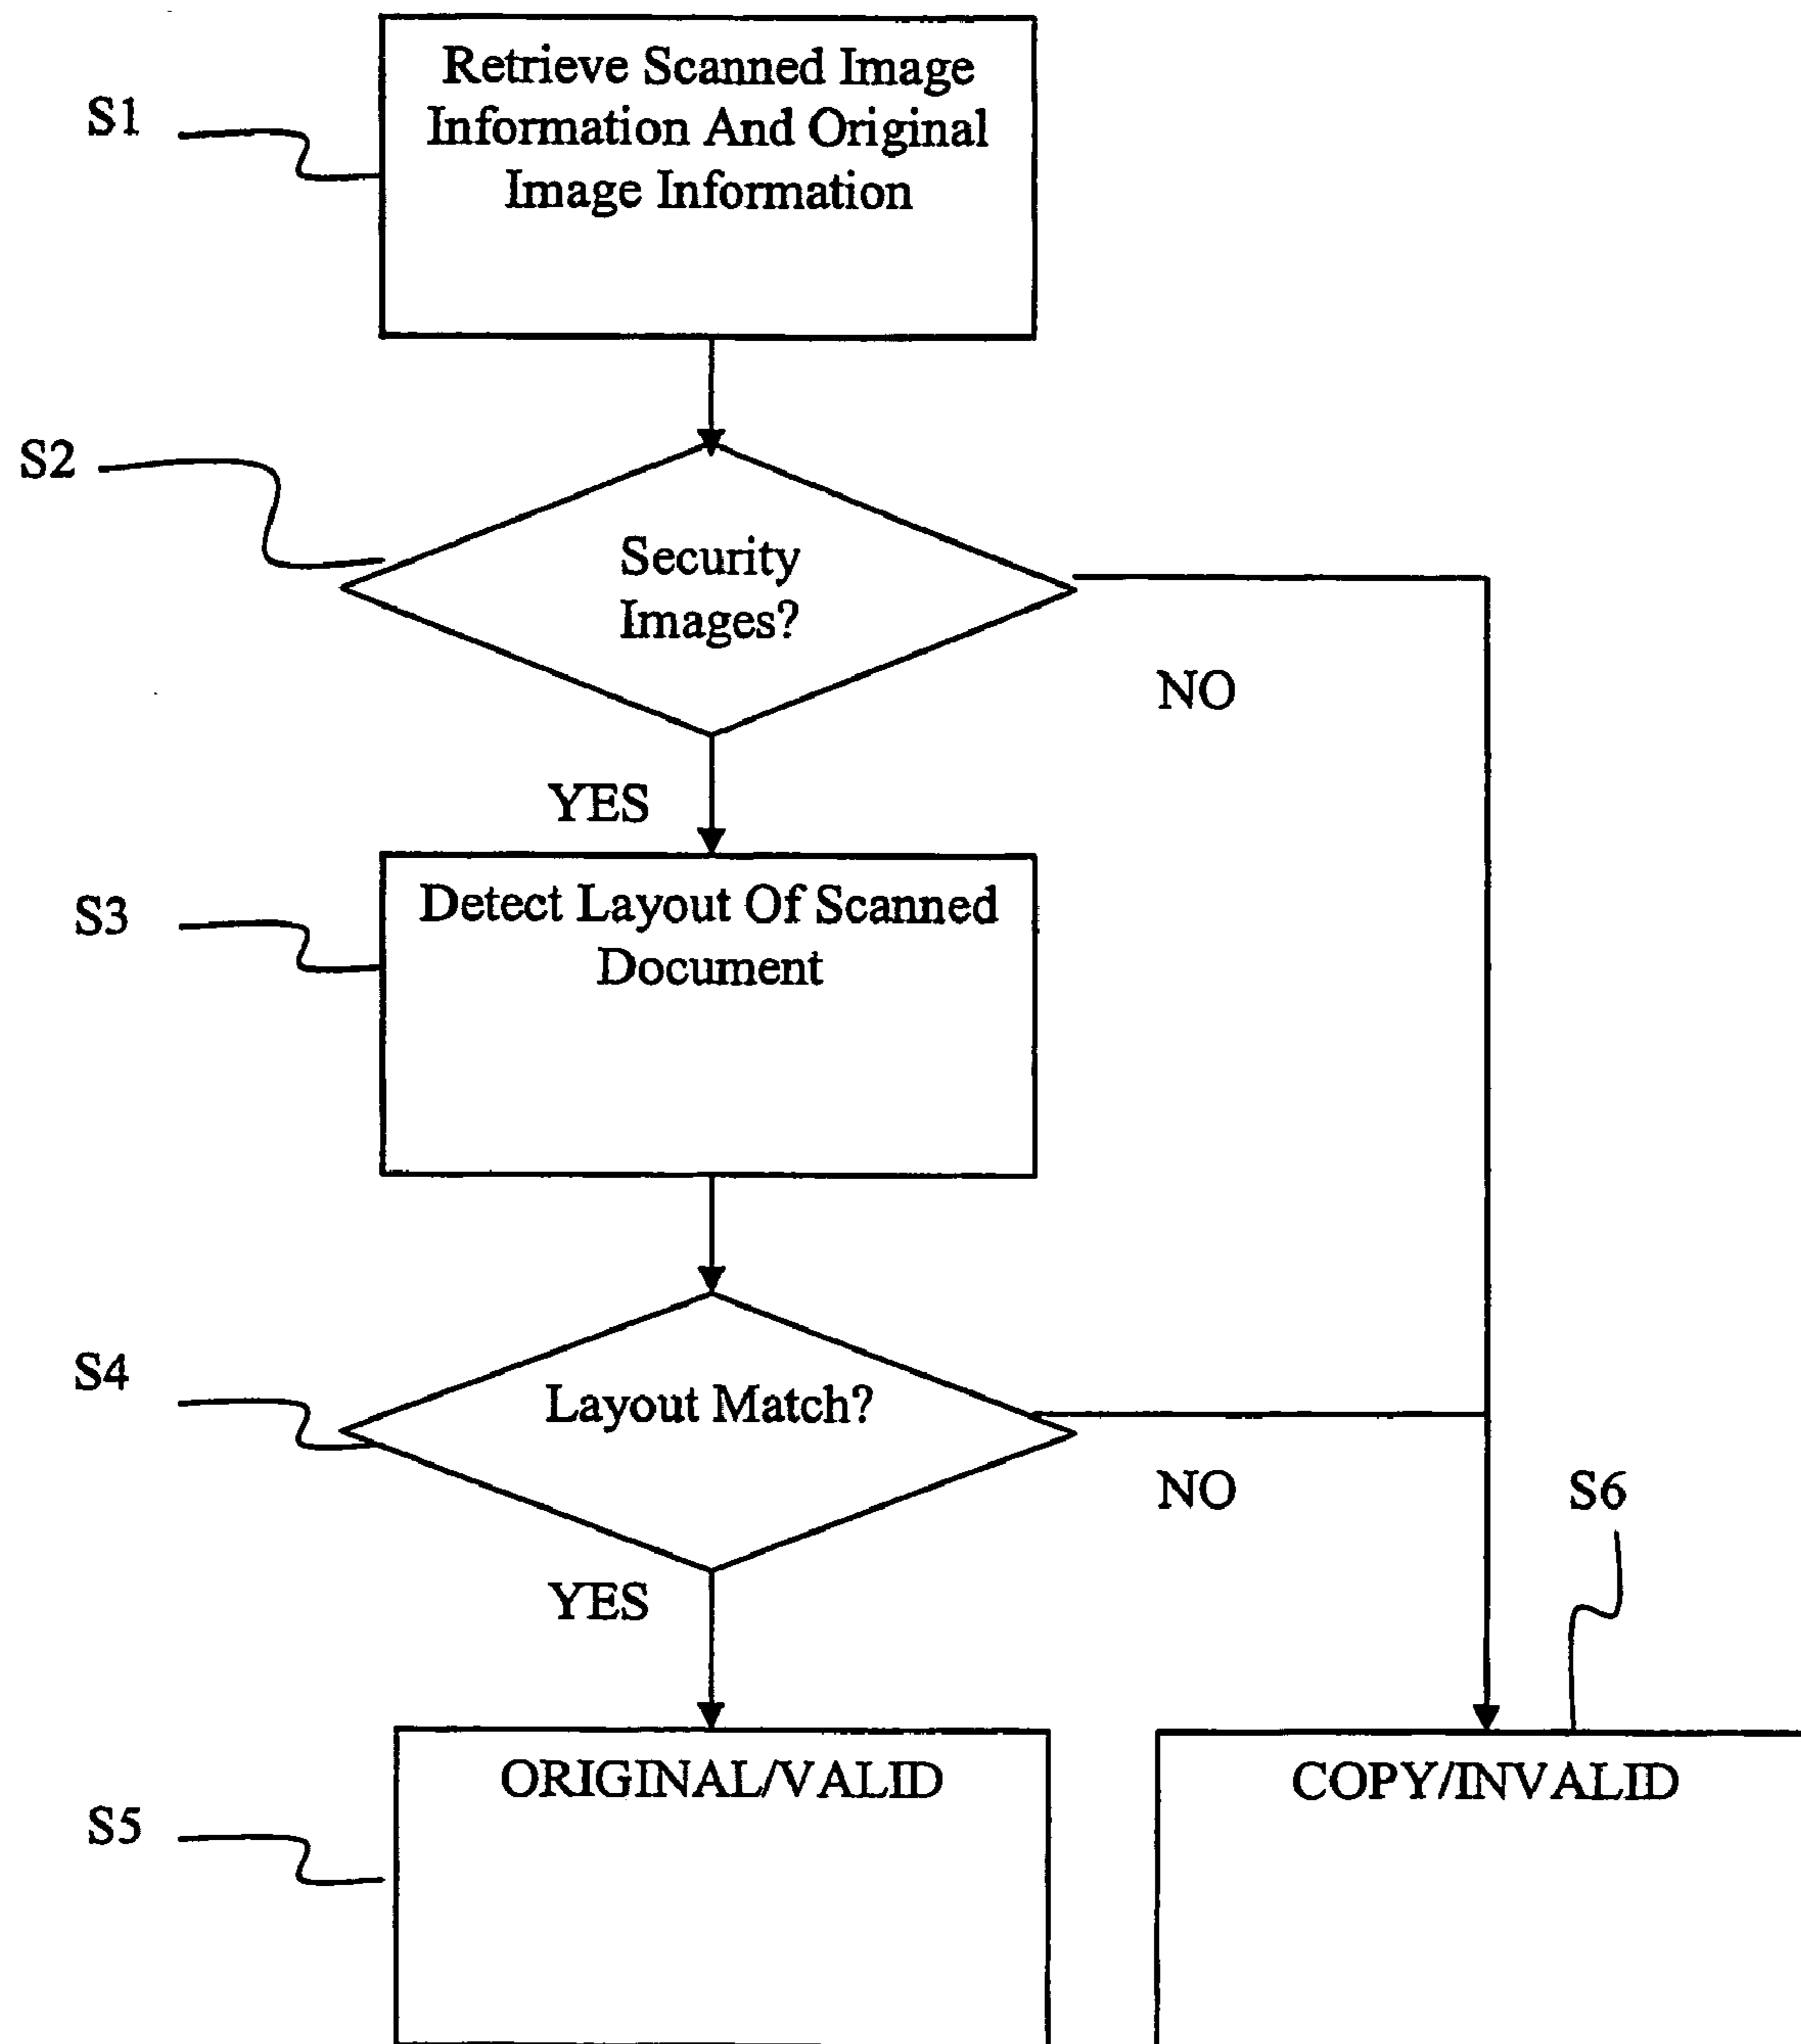 S1
Retrieve Scanned Image
Information And Original
Image Information
S2
Security
Images?
NO
YES
S3
Detect Layout Of Scanned
Document
S4
Layout Match?
NO
S6
YES
S5
ORIGINAL/VALID
COPY/INVALID